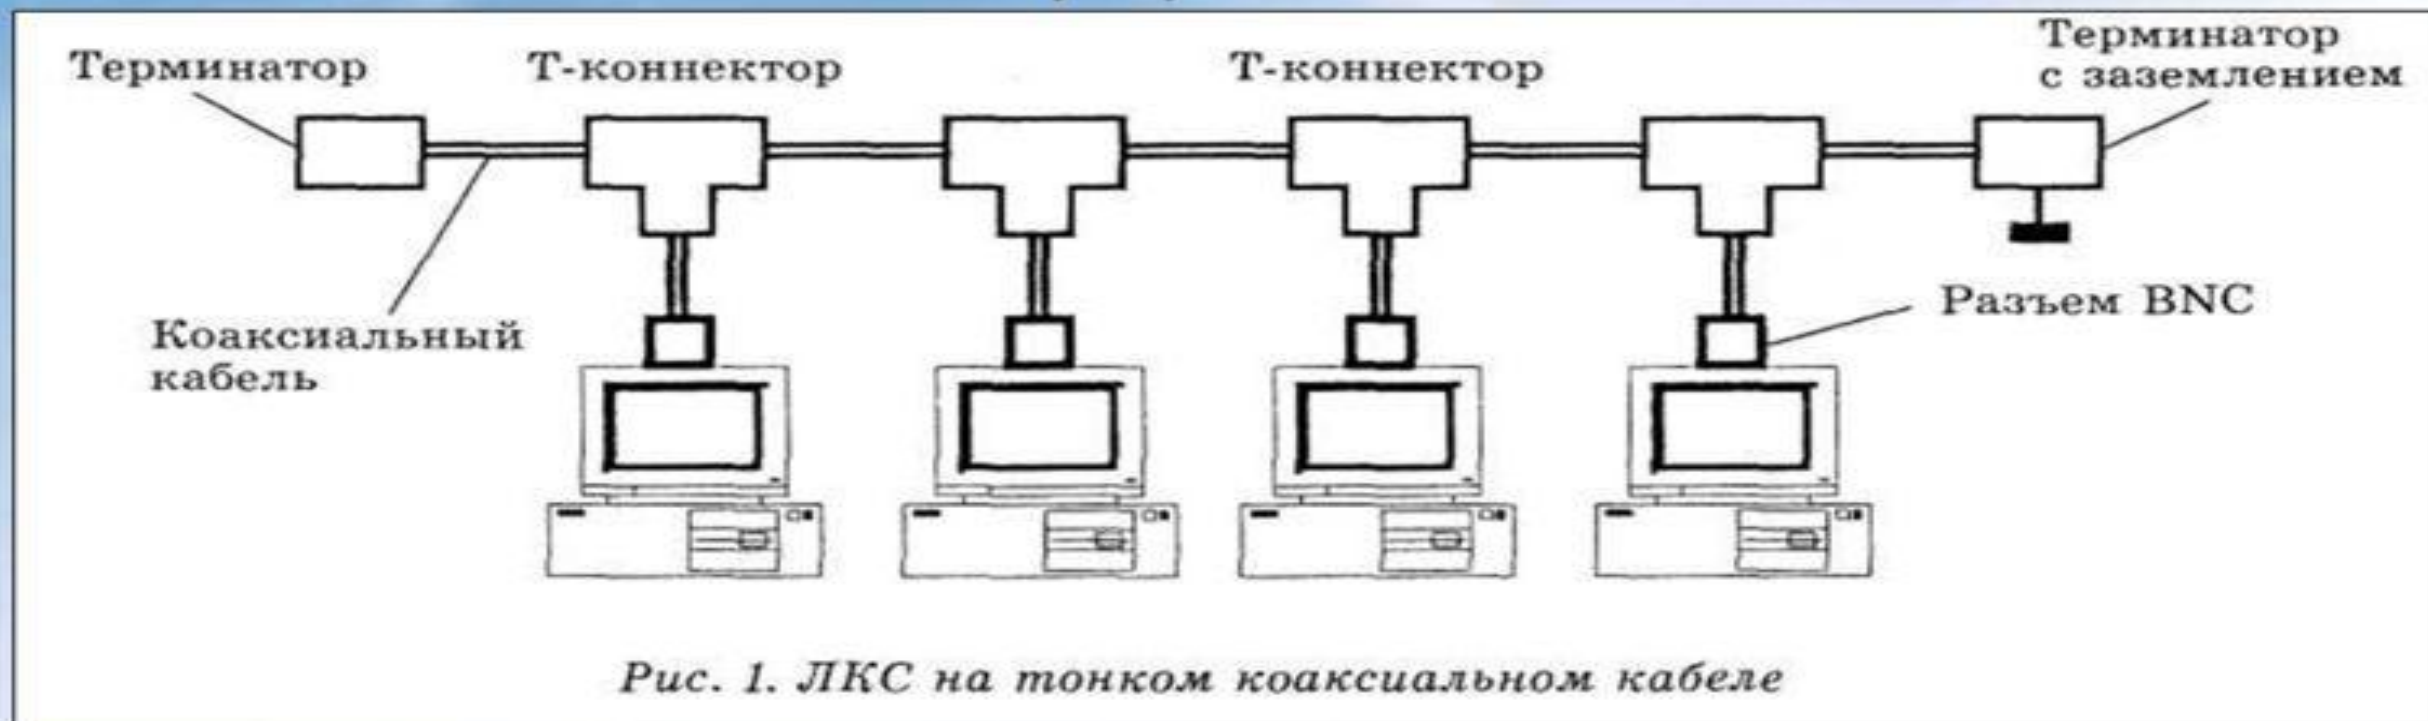 Терминатор
Т-коннектор
Т-коннектор
Терминатор
с заземлением
Коаксиальный
кабель
Разъем BNC
Рис. 1. ЛКС на тонком коаксиальном кабеле